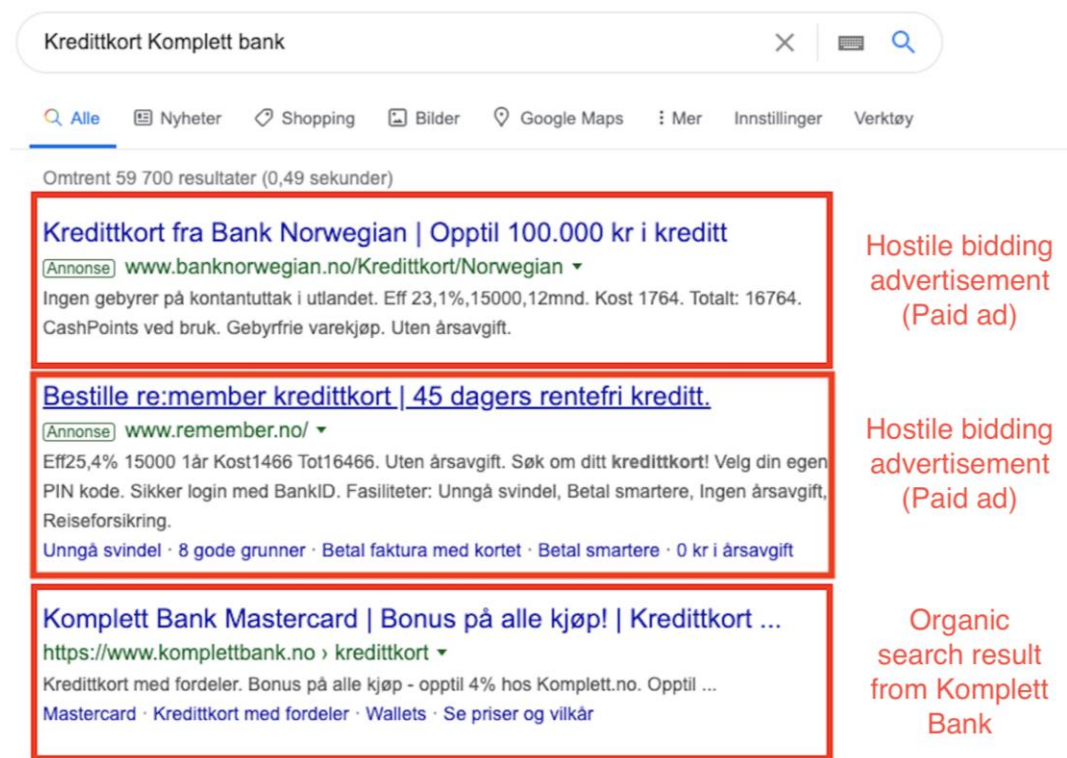 Kredittkort Komplett bank
Alle Nyheter Shopping Bilder Google Maps Mer Innstillinger Verktøy
Omtrent 59 700 resultater (0,49 sekunder)
Kredittkort fra Bank Norwegian | Opptil 100.000 kr i kreditt
Annonse www.banknorwegian.no/Kredittkort/Norwegian
Ingen gebyrer på kontantuttak i utlandet. Eff 23,1%,15000,12mnd. Kost 1764. Totalt: 16764.
CashPoints ved bruk. Gebyrfrie varekjøp. Uten årsavgift.
Hostile bidding
advertisement
(Paid ad)
Bestille re:member kredittkort | 45 dagers rentefri kreditt.
Annonse www.remember.no/
Eff25,4% 15000 1år Kost1466 Tot16466. Uten årsavgift. Søk om ditt kredittkort! Velg din egen
PIN kode. Sikker login med BankID. Fasiliteter: Unngå svindel, Betal smartere, Ingen årsavgift,
Reiseforsikring.
Unngå svindel · 8 gode grunner · Betal faktura med kortet · Betal smartere · 0 kr i årsavgift
Hostile bidding
advertisement
(Paid ad)
Komplett Bank Mastercard | Bonus på alle kjøp! | Kredittkort ...
https://www.komplettbank.no › kredittkort
Kredittkort med fordeler. Bonus på alle kjøp - opptil 4% hos Komplett.no. Opptil ...
Mastercard · Kredittkort med fordeler · Wallets · Se priser og vilkår
Organic
search result
from Komplett
Bank